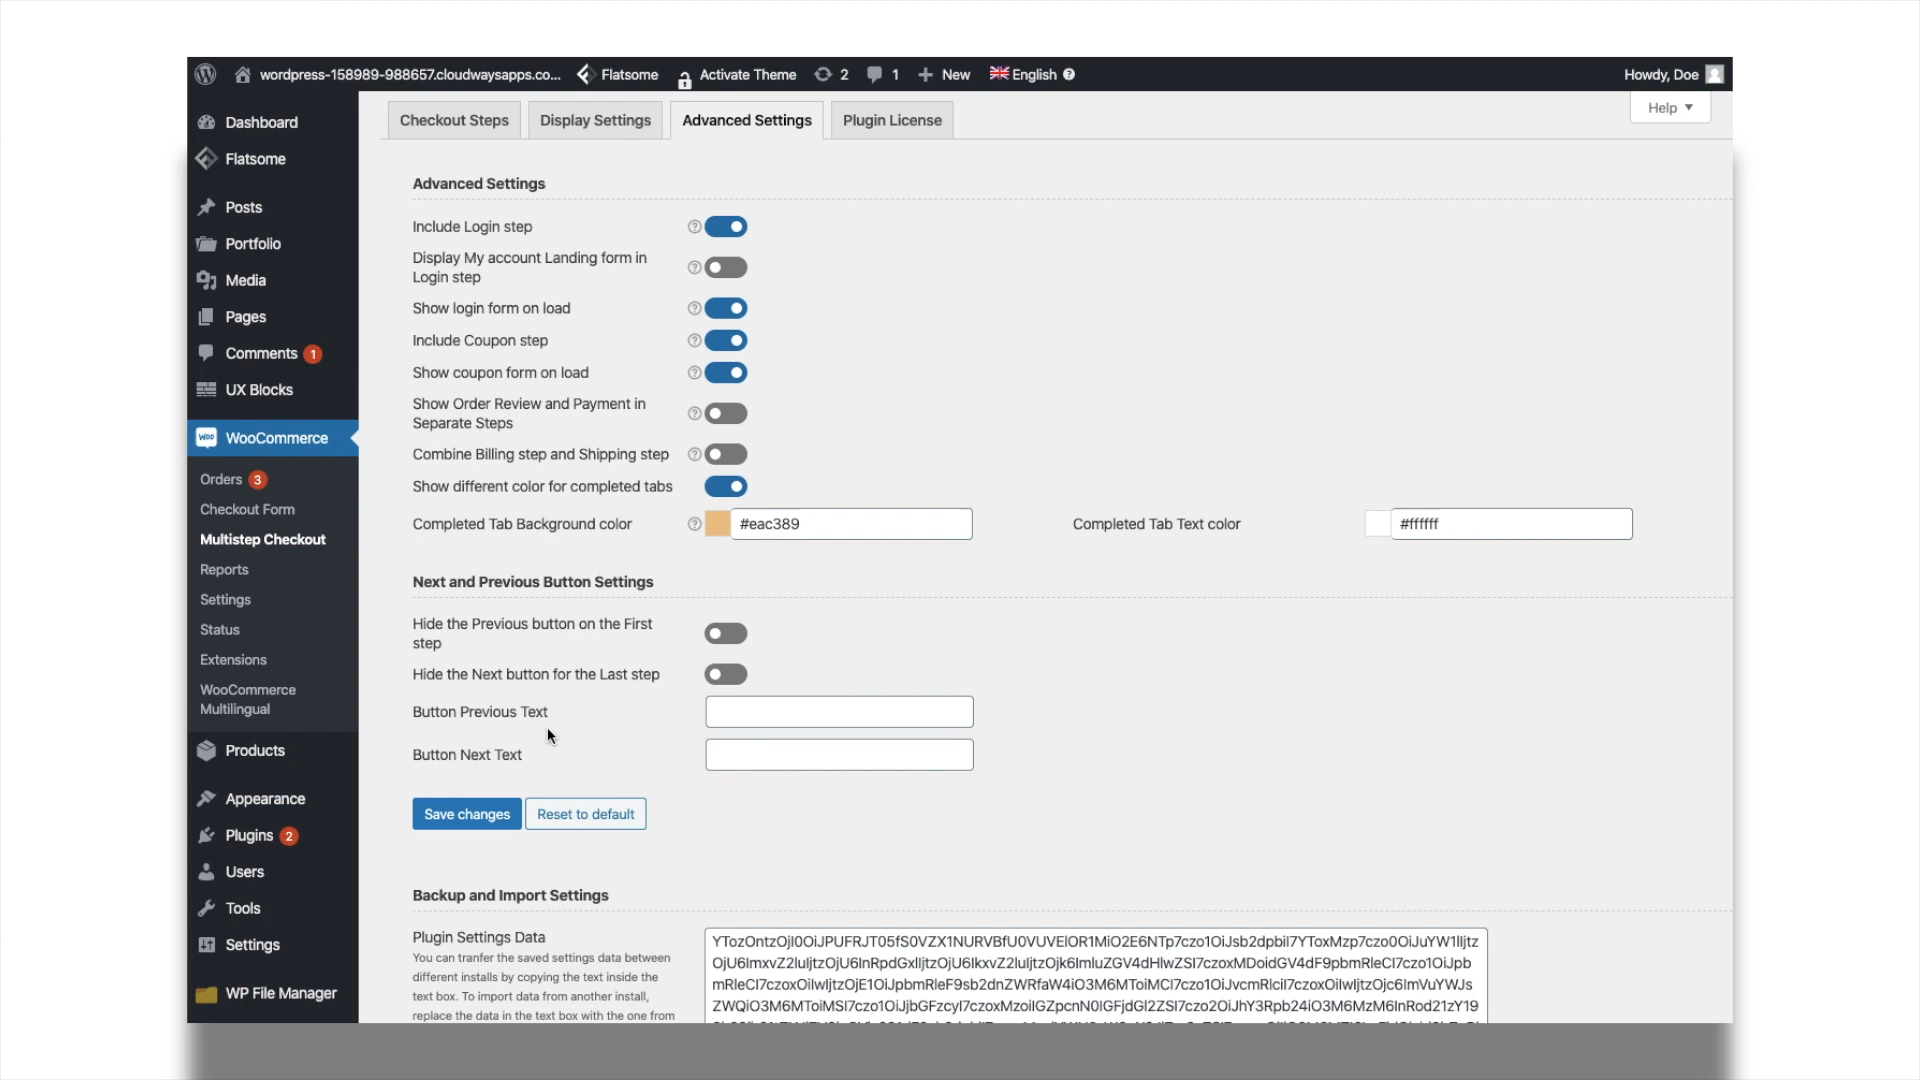 wordpress-158989-988657.cloudwaysapps.co...
Flatsome
Activate Theme
2
1
New
English
Howdy, Doe
Dashboard
Flatsome
Posts
Portfolio
Media
Pages
Comments 1
UX Blocks
WooCommerce
Orders 3
Checkout Form
Multistep Checkout
Reports
Settings
Status
Extensions
WooCommerce
Multilingual
Products
Appearance
Plugins 2
Users
Tools
Settings
WP File Manager
Checkout Steps
Display Settings
Advanced Settings
Plugin License
Help
Advanced Settings
Include Login step
Display My account Landing form in
Login step
Show login form on load
Include Coupon step
Show coupon form on load
Show Order Review and Payment in
Separate Steps
Combine Billing step and Shipping step
Show different color for completed tabs
Completed Tab Background color
#eac389
Completed Tab Text color
#ffffff
Next and Previous Button Settings
Hide the Previous button on the First
step
Hide the Next button for the Last step
Button Previous Text
Button Next Text
Save changes
Reset to default
Backup and Import Settings
Plugin Settings Data
You can tranfer the saved settings data between
different installs by copying the text inside the
text box. To import data from another install,
replace the data in the text box with the one from